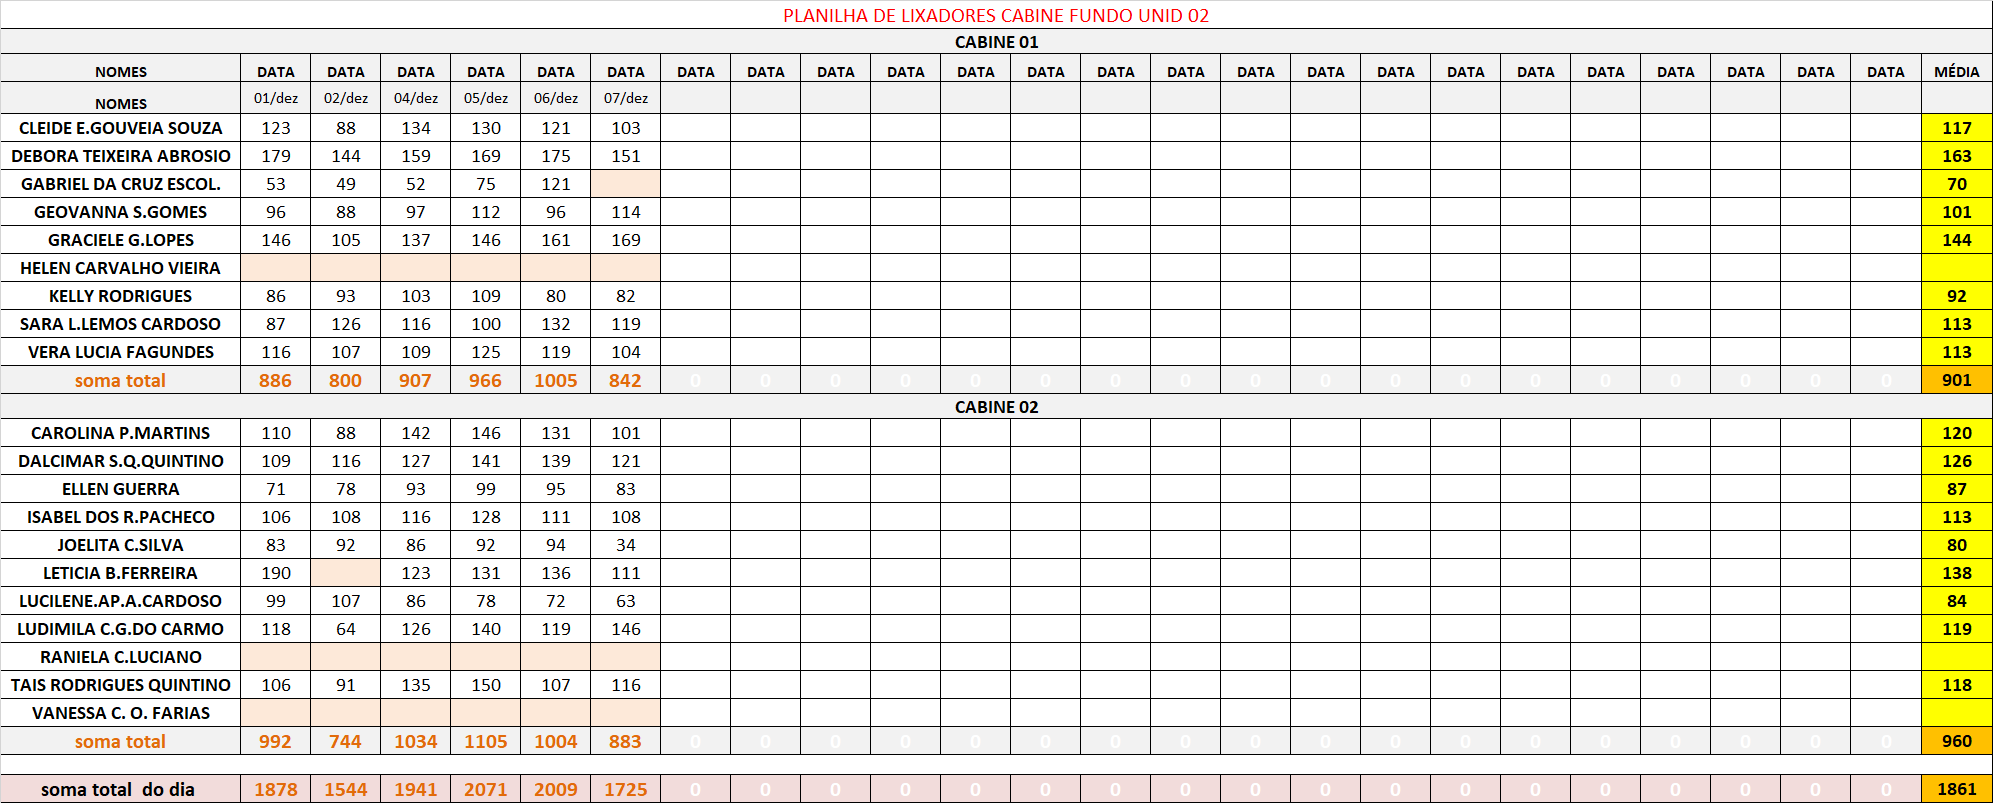 PLANILHA DE LIXADORES CABINE FUNDO UNID 02
CABINE 01
NOMES DATA DATA DATA DATA DATA DATA DATA DATA DATA DATA DATA DATA DATA DATA DATA DATA DATA DATA DATA DATA DATA DATA DATA DATA MÉDIA
NOMES 01/dez 02/dez 04/dez 05/dez 06/dez 07/dez
CLEIDE E.GOUVEIA SOUZA 123 88 134 130 121 103 117
DEBORA TEIXEIRA ABROSIO 179 144 159 169 175 151 163
GABRIEL DA CRUZ ESCOL. 53 49 52 75 121 70
GEOVANNA S.GOMES 96 88 97 112 96 114 101
GRACIELE G.LOPES 146 105 137 146 161 169 144
HELEN CARVALHO VIEIRA
KELLY RODRIGUES 86 93 103 109 80 82 92
SARA L.LEMOS CARDOSO 87 126 116 100 132 119 113
VERA LUCIA FAGUNDES 116 107 109 125 119 104 113
soma total 886 800 907 966 1005 842 0 0 0 0 0 0 0 0 0 0 0 0 0 0 0 0 0 0 901
CABINE 02
CAROLINA P.MARTINS 110 88 142 146 131 101 120
DALCIMAR S.Q.QUINTINO 109 116 127 141 139 121 126
ELLEN GUERRA 71 78 93 99 95 83 87
ISABEL DOS R.PACHECO 106 108 116 128 111 108 113
JOELITA C.SILVA 83 92 86 92 94 34 80
LETICIA B.FERREIRA 190 123 131 136 111 138
LUCILENE.AP.A.CARDOSO 99 107 86 78 72 63 84
LUDIMILA C.G.DO CARMO 118 64 126 140 119 146 119
RANIELA C.LUCIANO
TAIS RODRIGUES QUINTINO 106 91 135 150 107 116 118
VANESSA C. O. FARIAS
soma total 992 744 1034 1105 1004 883 0 0 0 0 0 0 0 0 0 0 0 0 0 0 0 0 0 0 960
soma total do dia 1878 1544 1941 2071 2009 1725 0 0 0 0 0 0 0 0 0 0 0 0 0 0 0 0 0 0 1861